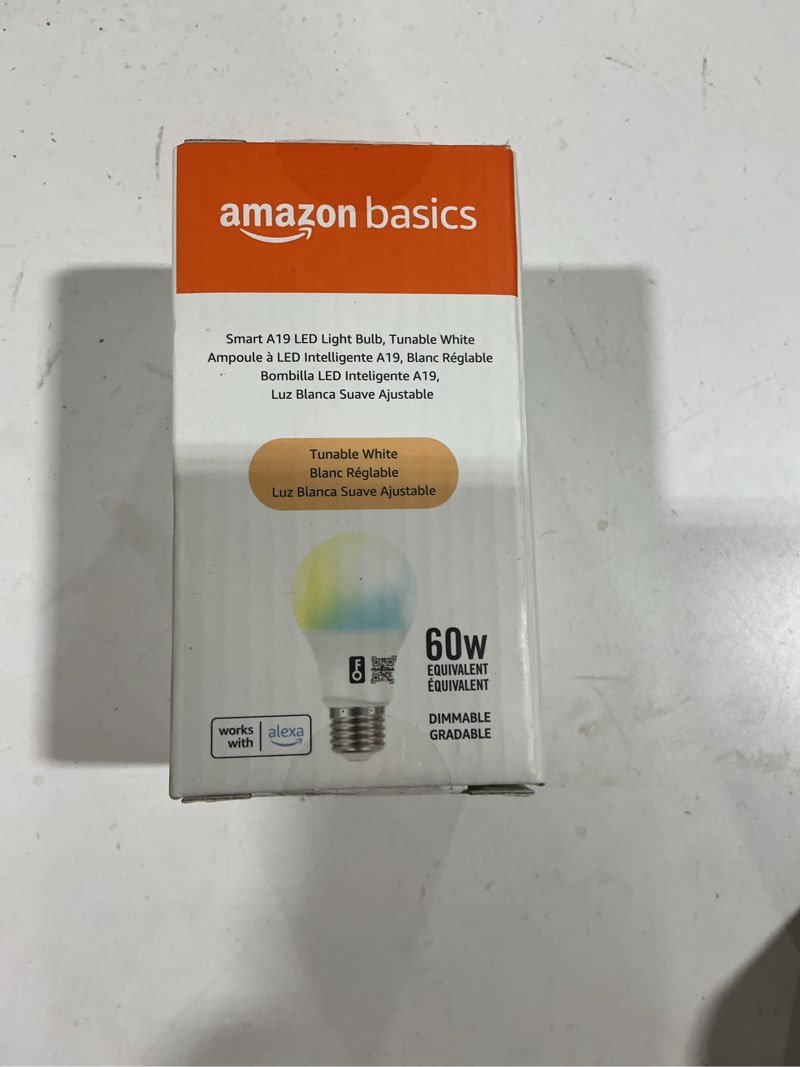 amazon basics
Smart A19 LED Light Bulb, Tunable White
Ampoule à LED Intelligente A19, Blanc Réglable
Bombilla LED Inteligente A19,
Luz Blanca Suave Ajustable
Tunable White
Blanc Réglable
Luz Blanca Suave Ajustable
60W
EQUIVALENT
ÉQUIVALENT
DIMMABLE
GRADABLE
works
with
alexa